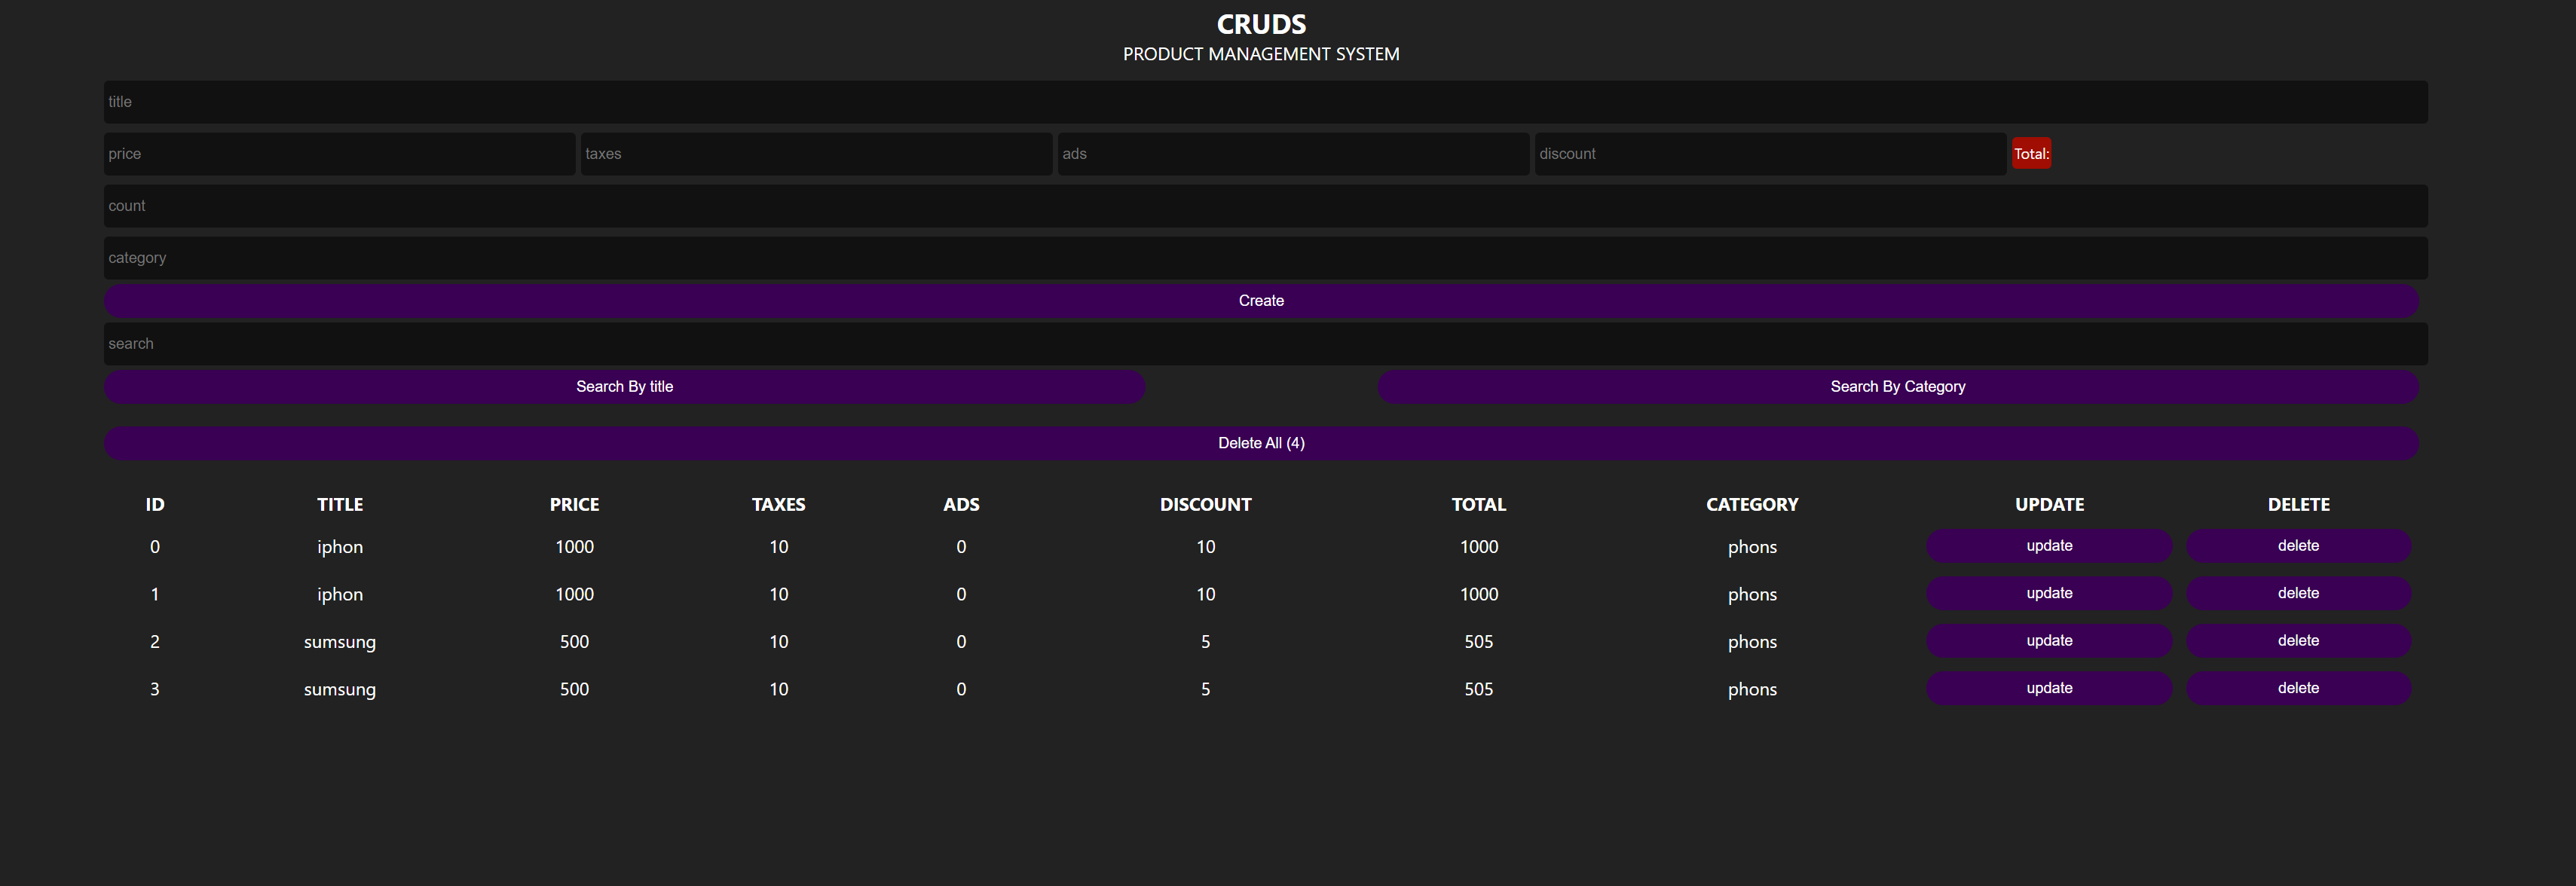 CRUDS
PRODUCT MANAGEMENT SYSTEM
title
price taxes ads discount Total:
count
category
Create
search
Search By title Search By Category
Delete All (4)
ID TITLE PRICE TAXES ADS DISCOUNT TOTAL CATEGORY UPDATE DELETE
0 iphon 1000 10 0 10 1000 phons update delete
1 iphon 1000 10 0 10 1000 phons update delete
2 sumsung 500 10 0 5 505 phons update delete
3 sumsung 500 10 0 5 505 phons update delete